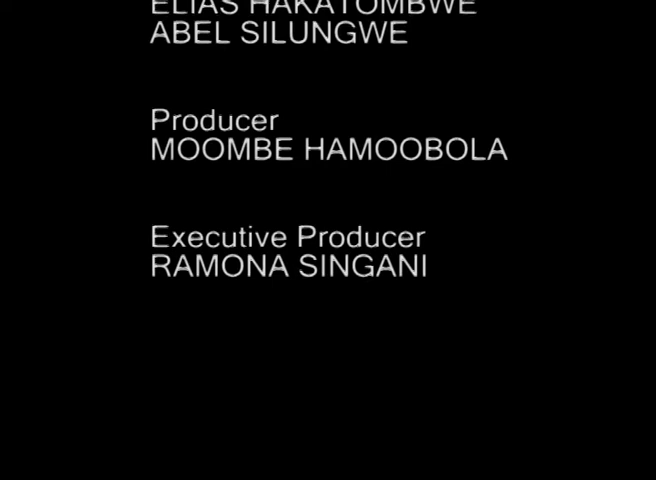 ELIAS HAKATOMBWE
ABEL SILUNGWE
Producer
MOOMBE HAMOOBOLA
Executive Producer
RAMONA SINGANI